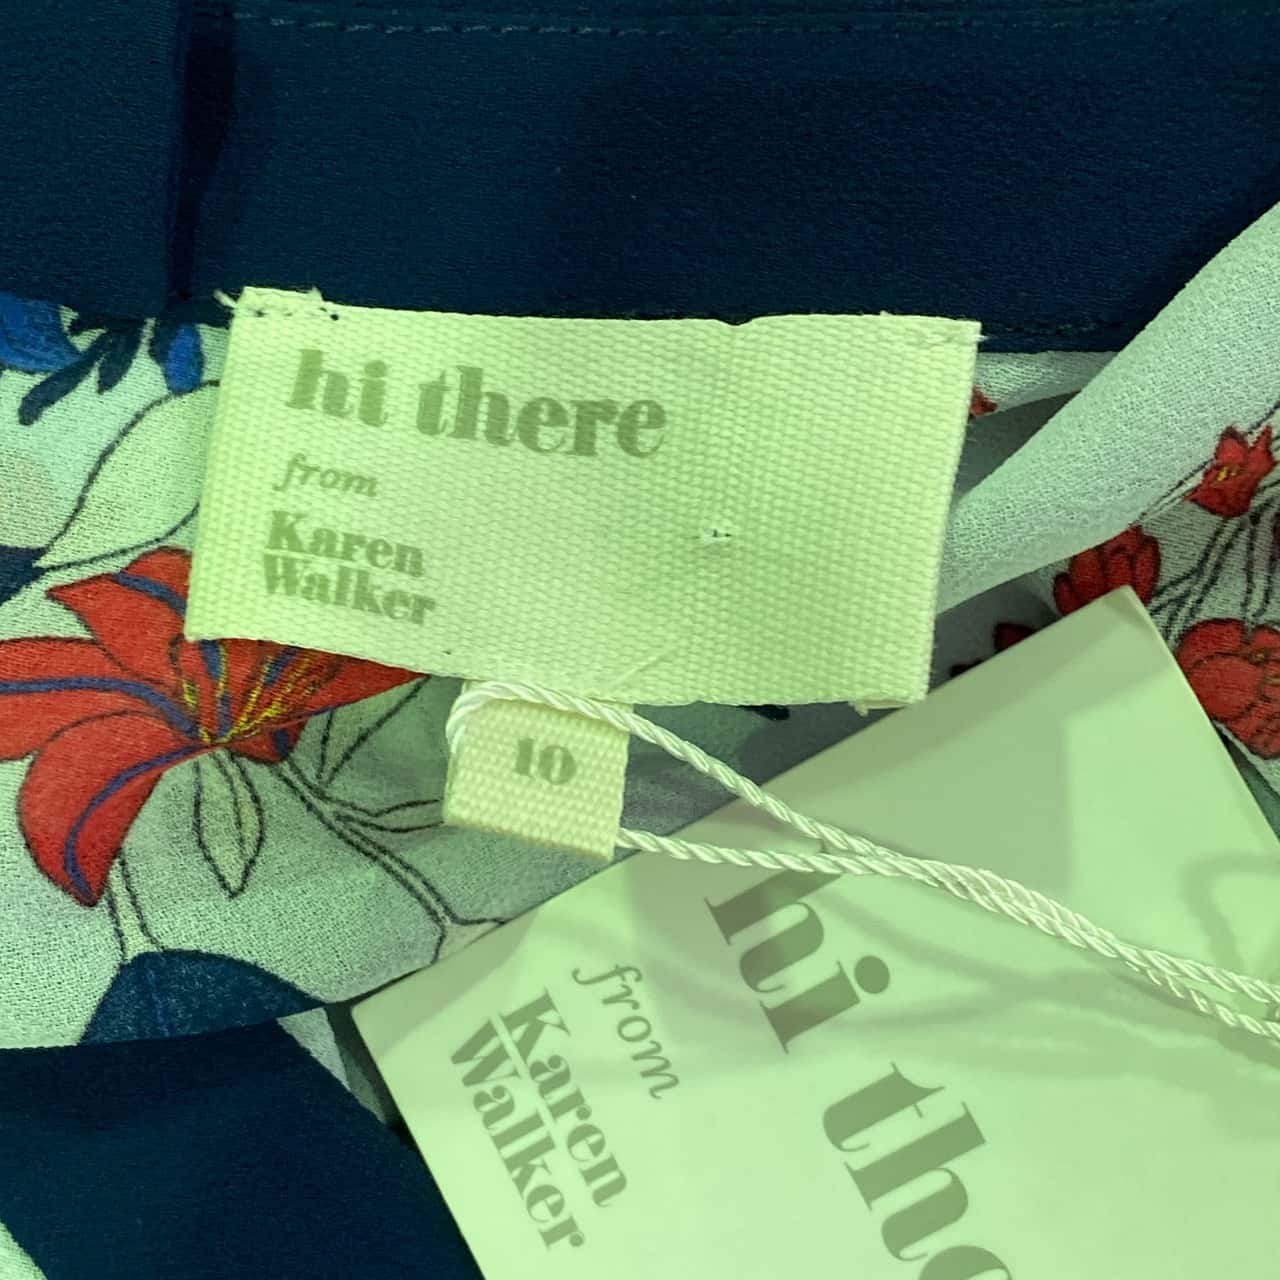 hi there
from
Karen
Walker
10
hi the
from
Karen
Walker